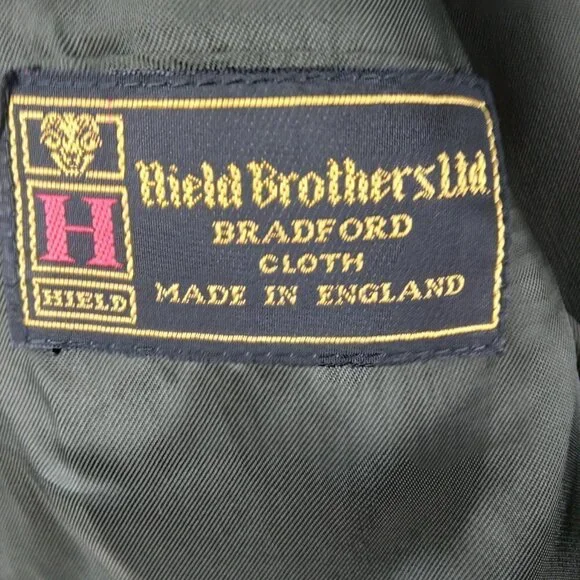 H
HIELD
Hield Brothers Ltd.
BRADFORD
CLOTH
MADE IN ENGLAND